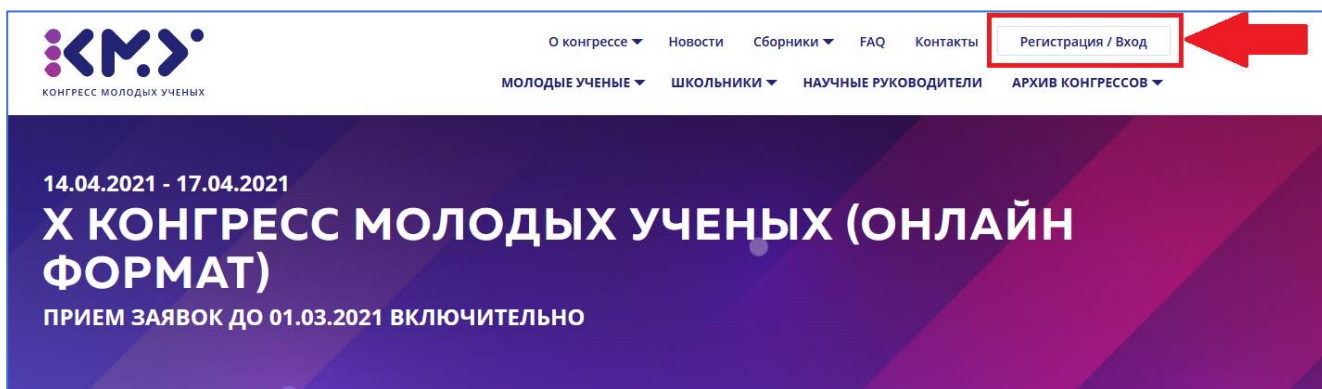 КМУ
КОНГРЕСС МОЛОДЫХ УЧЕНЫХ
О конгрессе Новости Сборники FAQ Контакты Регистрация / Вход
МОЛОДЫЕ УЧЕНЫЕ ШКОЛЬНИКИ НАУЧНЫЕ РУКОВОДИТЕЛИ АРХИВ КОНГРЕССОВ
14.04.2021 - 17.04.2021
X КОНГРЕСС МОЛОДЫХ УЧЕНЫХ (ОНЛАЙН
ФОРМАТ)
ПРИЕМ ЗАЯВОК ДО 01.03.2021 ВКЛЮЧИТЕЛЬНО